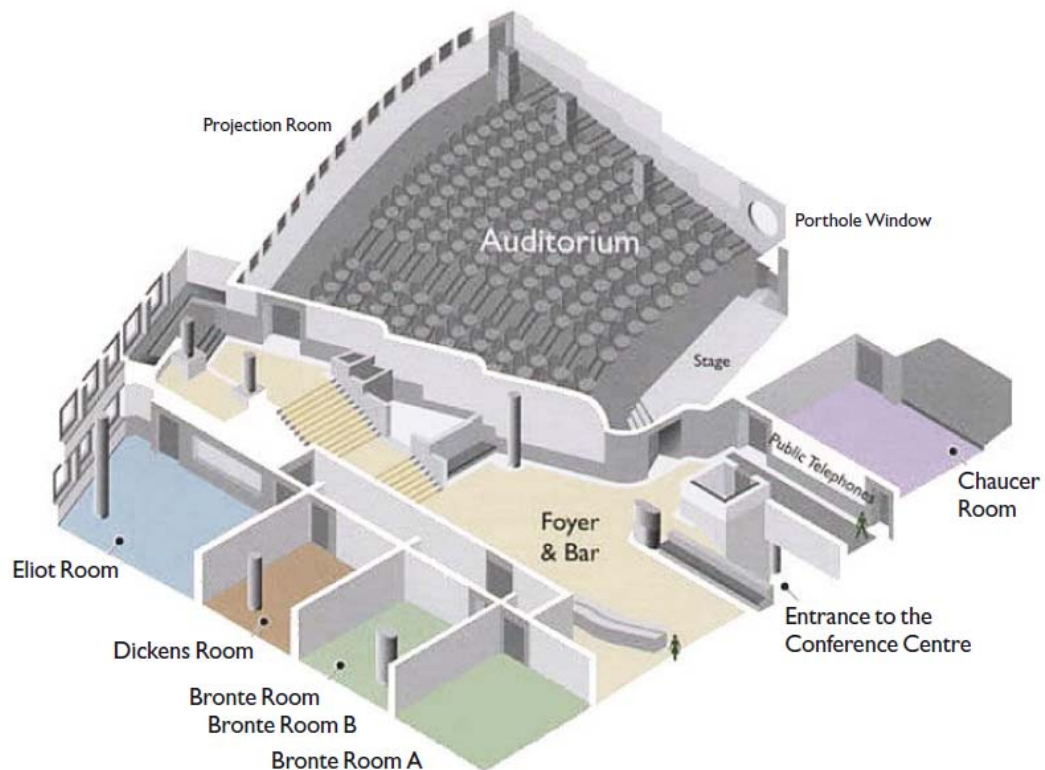 Projection Room
Porthole Window
Auditorium
Stage
Public Telephones
Chaucer
Room
Foyer
& Bar
Eliot Room
Entrance to the
Conference Centre
Dickens Room
Bronte Room
Bronte Room B
Bronte Room A